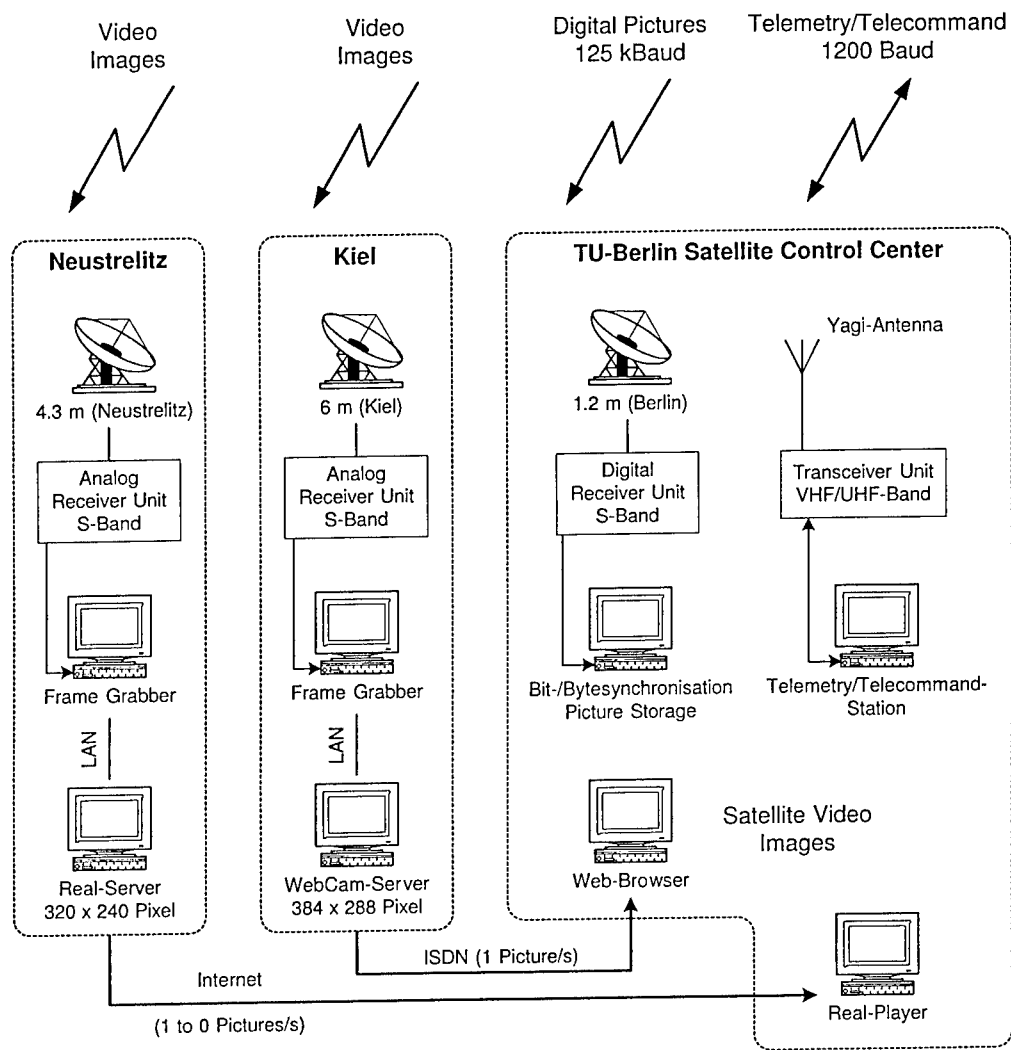 Video
Images
Video
Images
Digital Pictures
125 kBaud
Telemetry/Telecommand
1200 Baud
Neustrelitz
4.3 m (Neustrelitz)
Analog
Receiver Unit
S-Band
Frame Grabber
LAN
Real-Server
320 x 240 Pixel
Kiel
6 m (Kiel)
Analog
Receiver Unit
S-Band
Frame Grabber
LAN
WebCam-Server
384 x 288 Pixel
TU-Berlin Satellite Control Center
1.2 m (Berlin)
Digital
Receiver Unit
S-Band
Bit-/Bytesynchronisation
Picture Storage
Yagi-Antenna
Transceiver Unit
VHF/UHF-Band
Telemetry/Telecommand-
Station
Web-Browser
Satellite Video
Images
ISDN (1 Picture/s)
Internet
(1 to 0 Pictures/s)
Real-Player